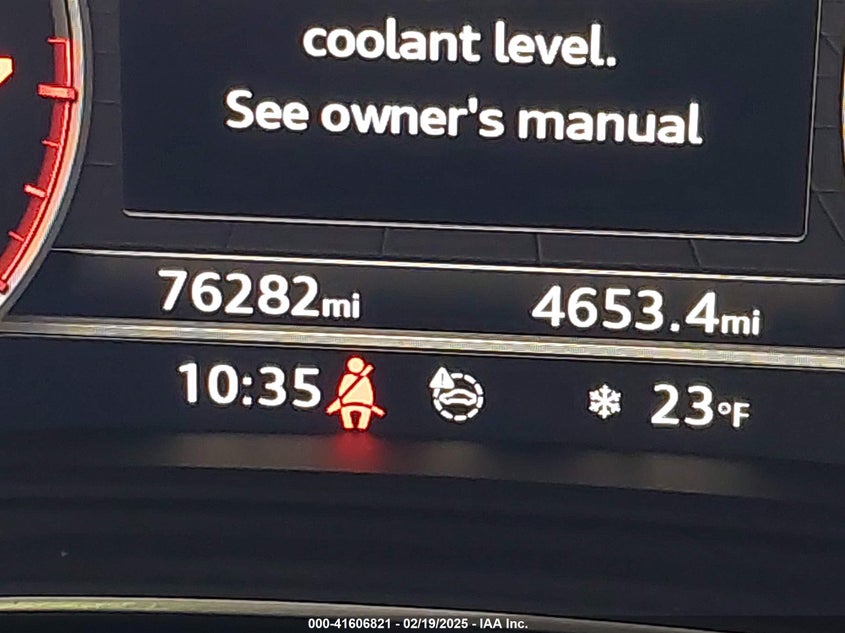 coolant level.
See owner's manual
76282mi 4653.4mi
10:35 23°F
000-41606821 - 02/19/2025 - IAA Inc.